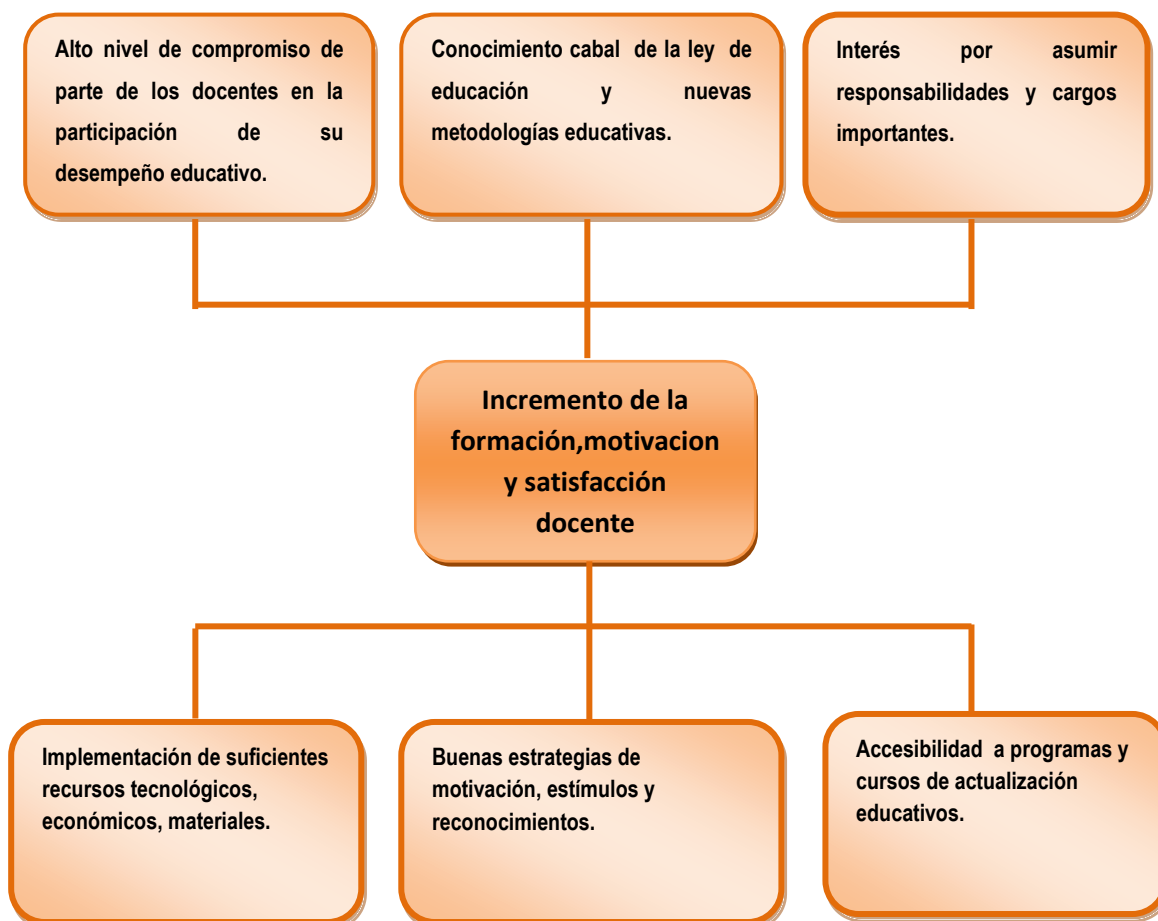 Alto nivel de compromiso de
parte de los docentes en la
participación de su
desempeño educativo.
Conocimiento cabal de la ley de
educación y nuevas
metodologías educativas.
Interés por asumir
responsabilidades y cargos
importantes.
Incremento de la
formación,motivacion
y satisfacción
docente
Implementación de suficientes
recursos tecnológicos,
económicos, materiales.
Buenas estrategias de
motivación, estímulos y
reconocimientos.
Accesibilidad a programas y
cursos de actualización
educativos.